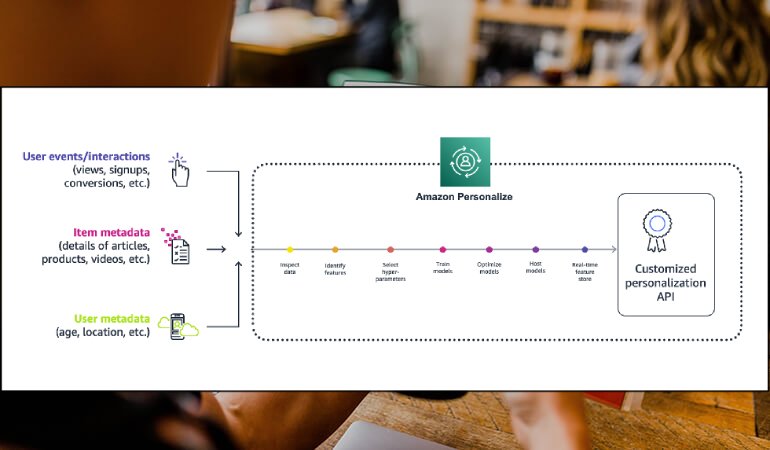 User events/interactions
(views, signups,
conversions, etc.)
Item metadata
(details of articles,
products, videos, etc.)
User metadata
(age, location, etc.)
Amazon Personalize
Inspect
data
Identify
features
Select
hyper-
parameters
Train
models
Optimize
models
Host
models
Real-time
feature
store
Customized
personalization
API